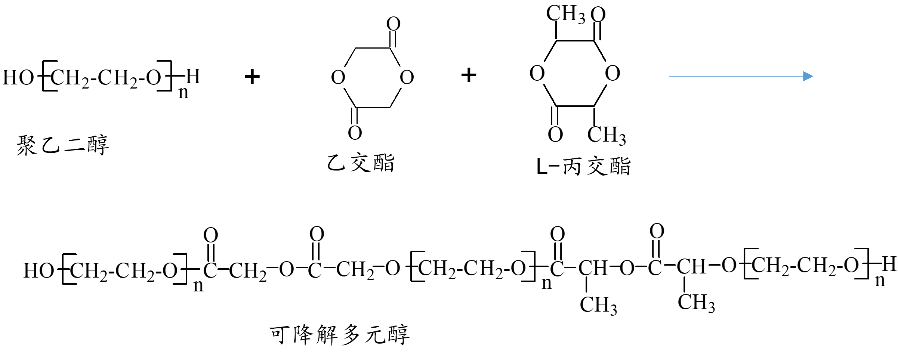 HO-[CH₂-CH₂-O]ₙ-H + O O O O + CH₃ O O O O CH₃
聚乙二醇
乙交酯
L-丙交酯
HO-[CH₂-CH₂-O]ₙ-C(O)-CH₂-O-C(O)-CH₂-O-[CH₂-CH₂-O]ₙ-C(O)-CH(CH₃)-O-C(O)-CH(CH₃)-O-[CH₂-CH₂-O]ₙ-H
可降解多元醇